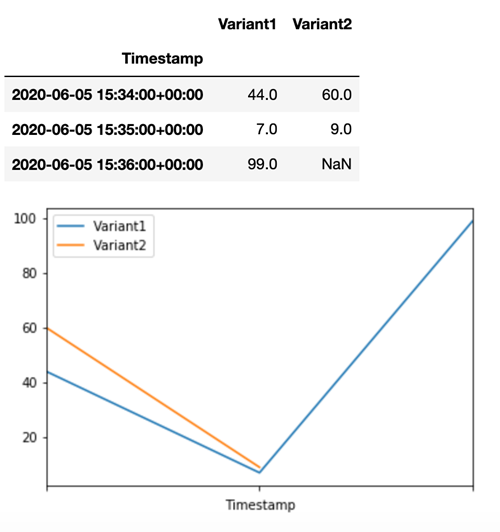 Variant1 Variant2
Timestamp
2020-06-05 15:34:00+00:00 44.0 60.0
2020-06-05 15:35:00+00:00 7.0 9.0
2020-06-05 15:36:00+00:00 99.0 NaN
100
Variant1
Variant2
80
60
40
20
Timestamp